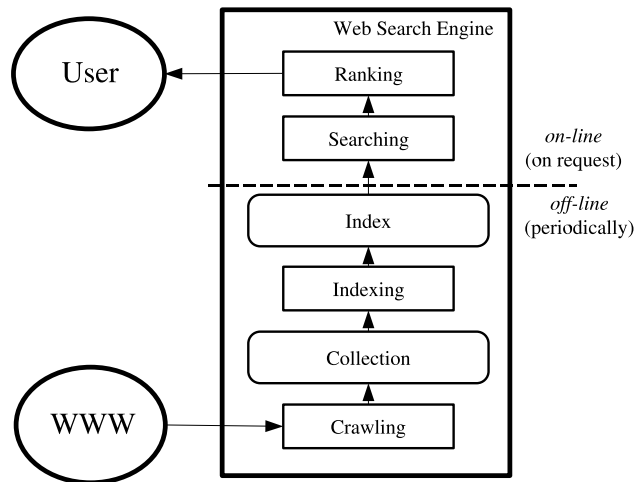 Web Search Engine
User
Ranking
Searching
on-line
(on request)
off-line
(periodically)
Index
Indexing
Collection
WWW
Crawling